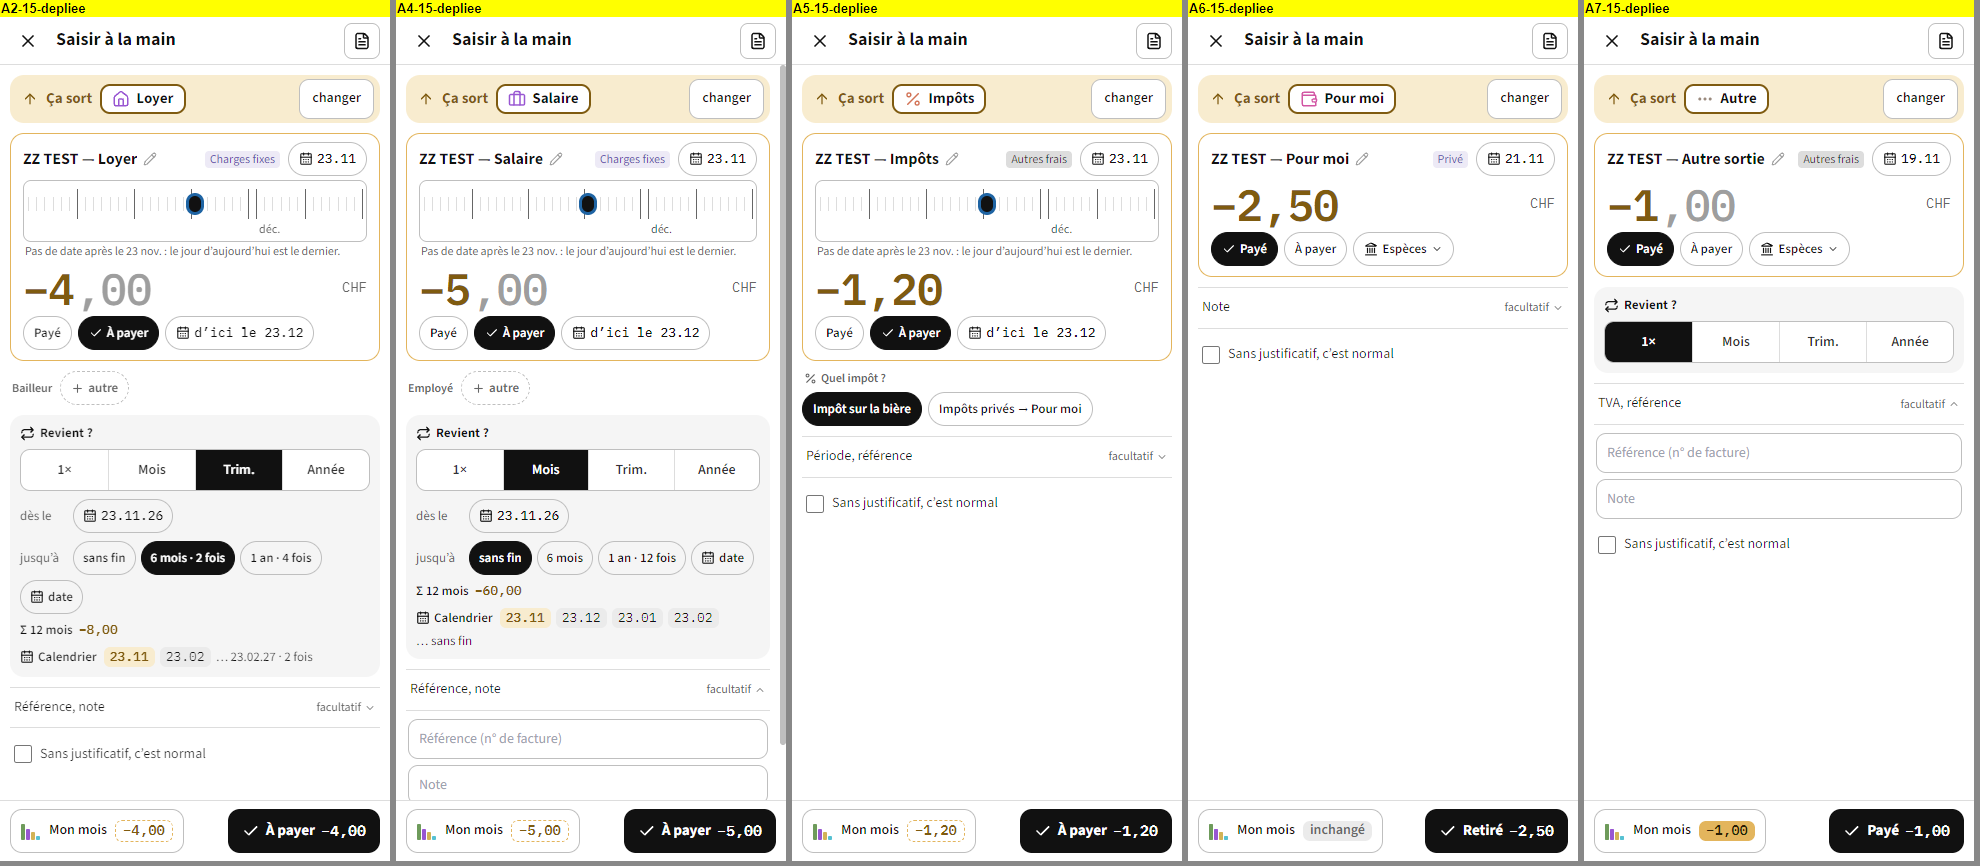 A2-15-depliee
Saisir à la main
Ça sort Loyer changer
ZZ TEST — Loyer Charges fixes 23.11
déc.
Pas de date après le 23 nov. : le jour d’aujourd’hui est le dernier.
−4,00 CHF
Payé À payer d’ici le 23.12
Bailleur + autre
Revient ?
1× Mois Trim. Année
dès le 23.11.26
jusqu’à sans fin 6 mois · 2 fois 1 an · 4 fois
date
Σ 12 mois −8,00
Calendrier 23.11 23.02 … 23.02.27 · 2 fois
Référence, note facultatif
Sans justificatif, c’est normal
Mon mois −4,00 À payer −4,00
A4-15-depliee
Saisir à la main
Ça sort Salaire changer
ZZ TEST — Salaire Charges fixes 23.11
déc.
Pas de date après le 23 nov. : le jour d’aujourd’hui est le dernier.
−5,00 CHF
Payé À payer d’ici le 23.12
Employé + autre
Revient ?
1× Mois Trim. Année
dès le 23.11.26
jusqu’à sans fin 6 mois 1 an · 12 fois date
Σ 12 mois −60,00
Calendrier 23.11 23.12 23.01 23.02
… sans fin
Référence, note facultatif
Référence (n° de facture)
Note
Mon mois −5,00 À payer −5,00
A5-15-depliee
Saisir à la main
Ça sort Impôts changer
ZZ TEST — Impôts Autres frais 23.11
déc.
Pas de date après le 23 nov. : le jour d’aujourd’hui est le dernier.
−1,20 CHF
Payé À payer d’ici le 23.12
Quel impôt ?
Impôt sur la bière Impôts privés → Pour moi
Période, référence facultatif
Sans justificatif, c’est normal
Mon mois −1,20 À payer −1,20
A6-15-depliee
Saisir à la main
Ça sort Pour moi changer
ZZ TEST — Pour moi Privé 21.11
−2,50 CHF
Payé À payer Espèces
Note facultatif
Sans justificatif, c’est normal
Mon mois inchangé Retiré −2,50
A7-15-depliee
Saisir à la main
Ça sort Autre changer
ZZ TEST — Autre sortie Autres frais 19.11
−1,00 CHF
Payé À payer Espèces
Revient ?
1× Mois Trim. Année
TVA, référence facultatif
Référence (n° de facture)
Note
Sans justificatif, c’est normal
Mon mois −1,00 Payé −1,00